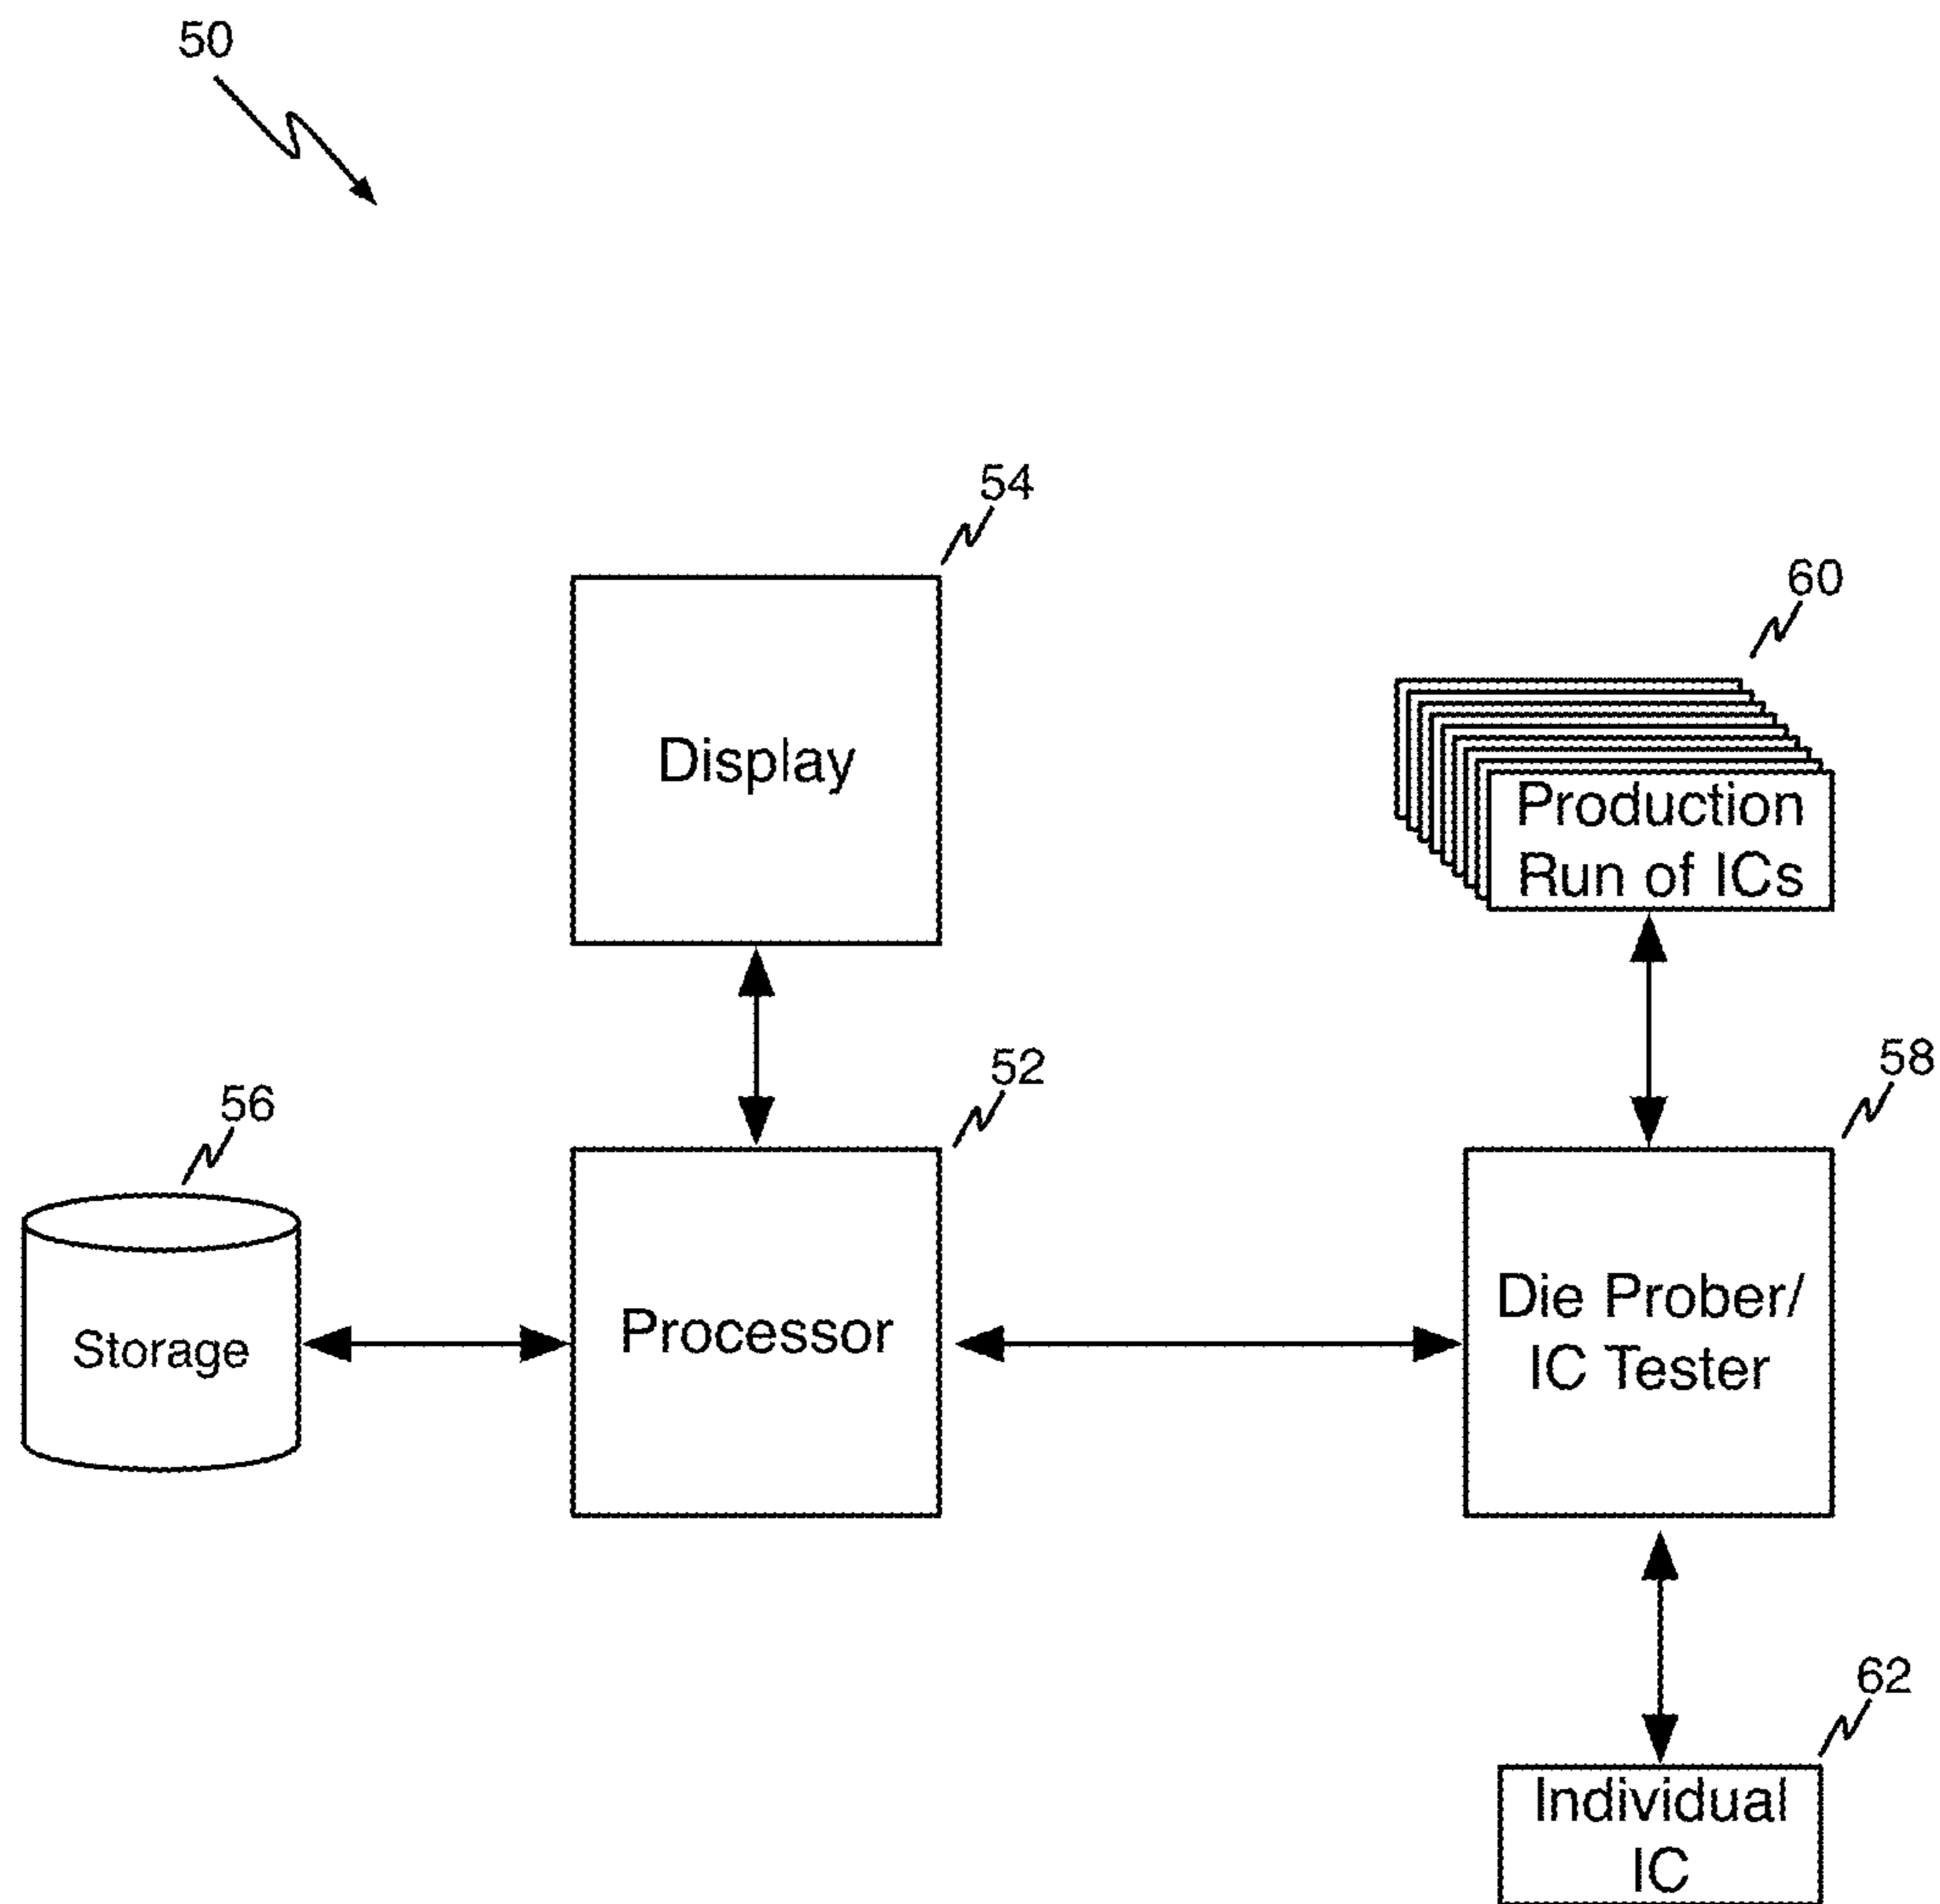 50
54
Display
60
Production
Run of ICs
52
58
56
Storage
Processor
Die Prober/
IC Tester
62
Individual
IC